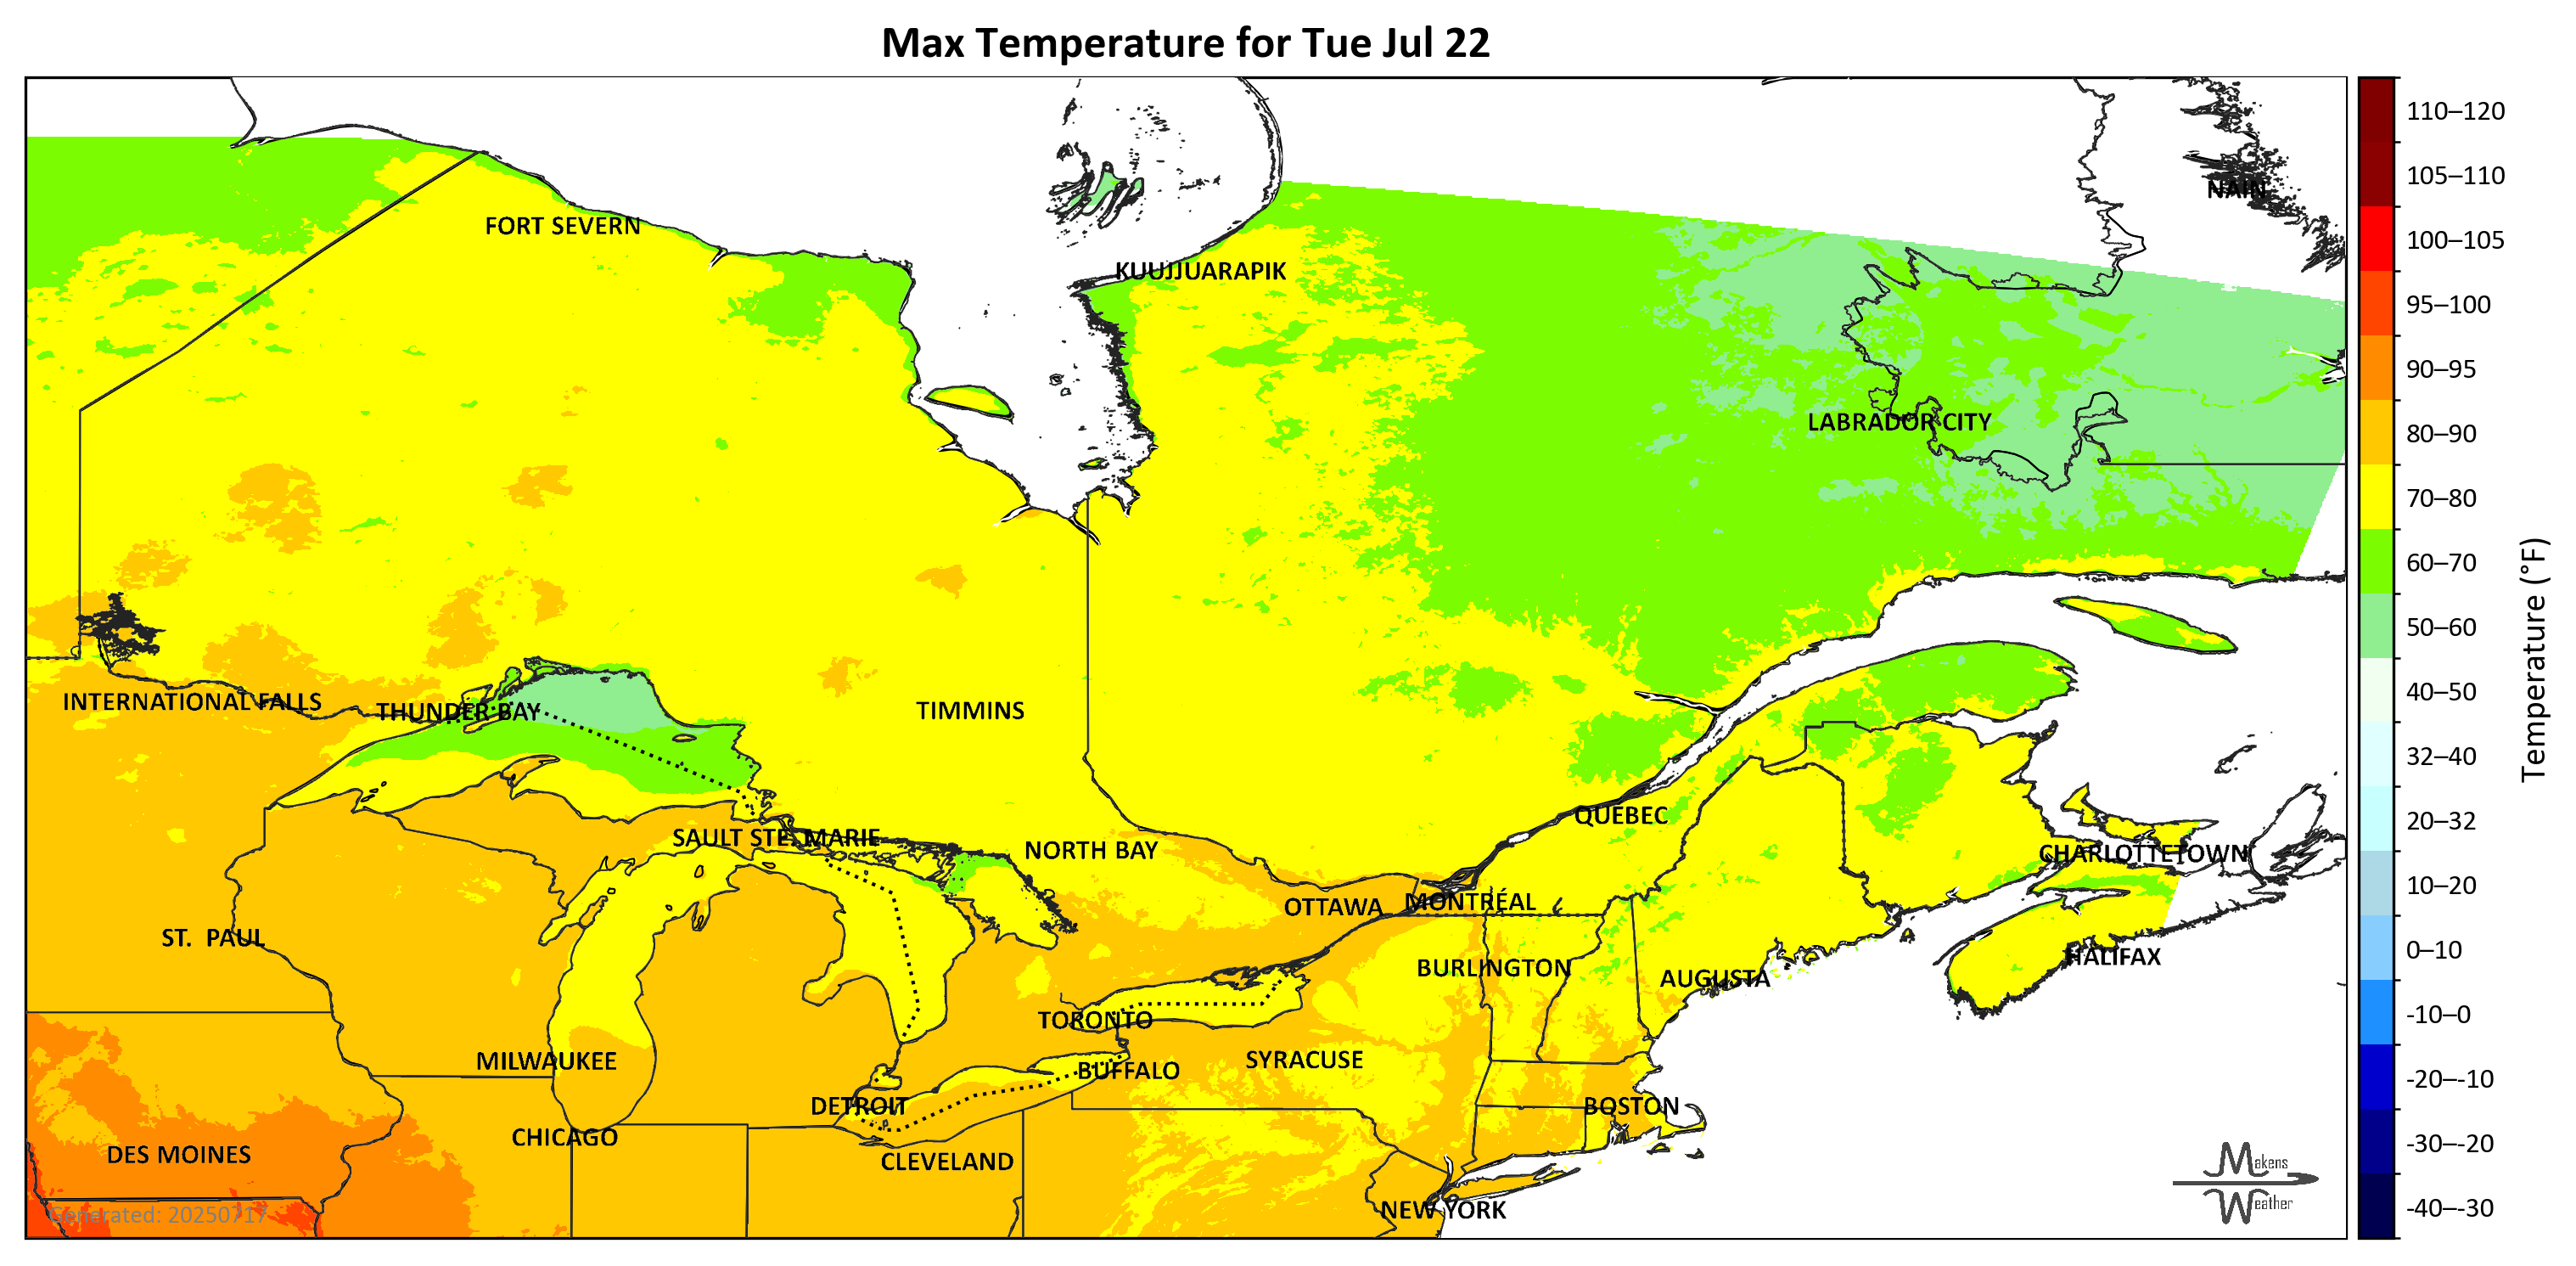 Max Temperature for Tue Jul 22
NAIN
FORT SEVERN
KUUJJUARAPIK
LABRADOR CITY
INTERNATIONAL FALLS
THUNDER BAY
TIMMINS
QUÉBEC
SAULT STE. MARIE
NORTH BAY
CHARLOTTETOWN
OTTAWA
MONTRÉAL
ST. PAUL
HALIFAX
BURLINGTON
AUGUSTA
TORONTO
MILWAUKEE
SYRACUSE
BUFFALO
DETROIT
BOSTON
CHICAGO
DES MOINES
CLEVELAND
NEW YORK
Generated: 20250717
Makens
Weather
110–120
105–110
100–105
95–100
90–95
80–90
70–80
60–70
50–60
40–50
32–40
20–32
10–20
0–10
-10–0
-20–-10
-30–-20
-40–-30
Temperature (°F)